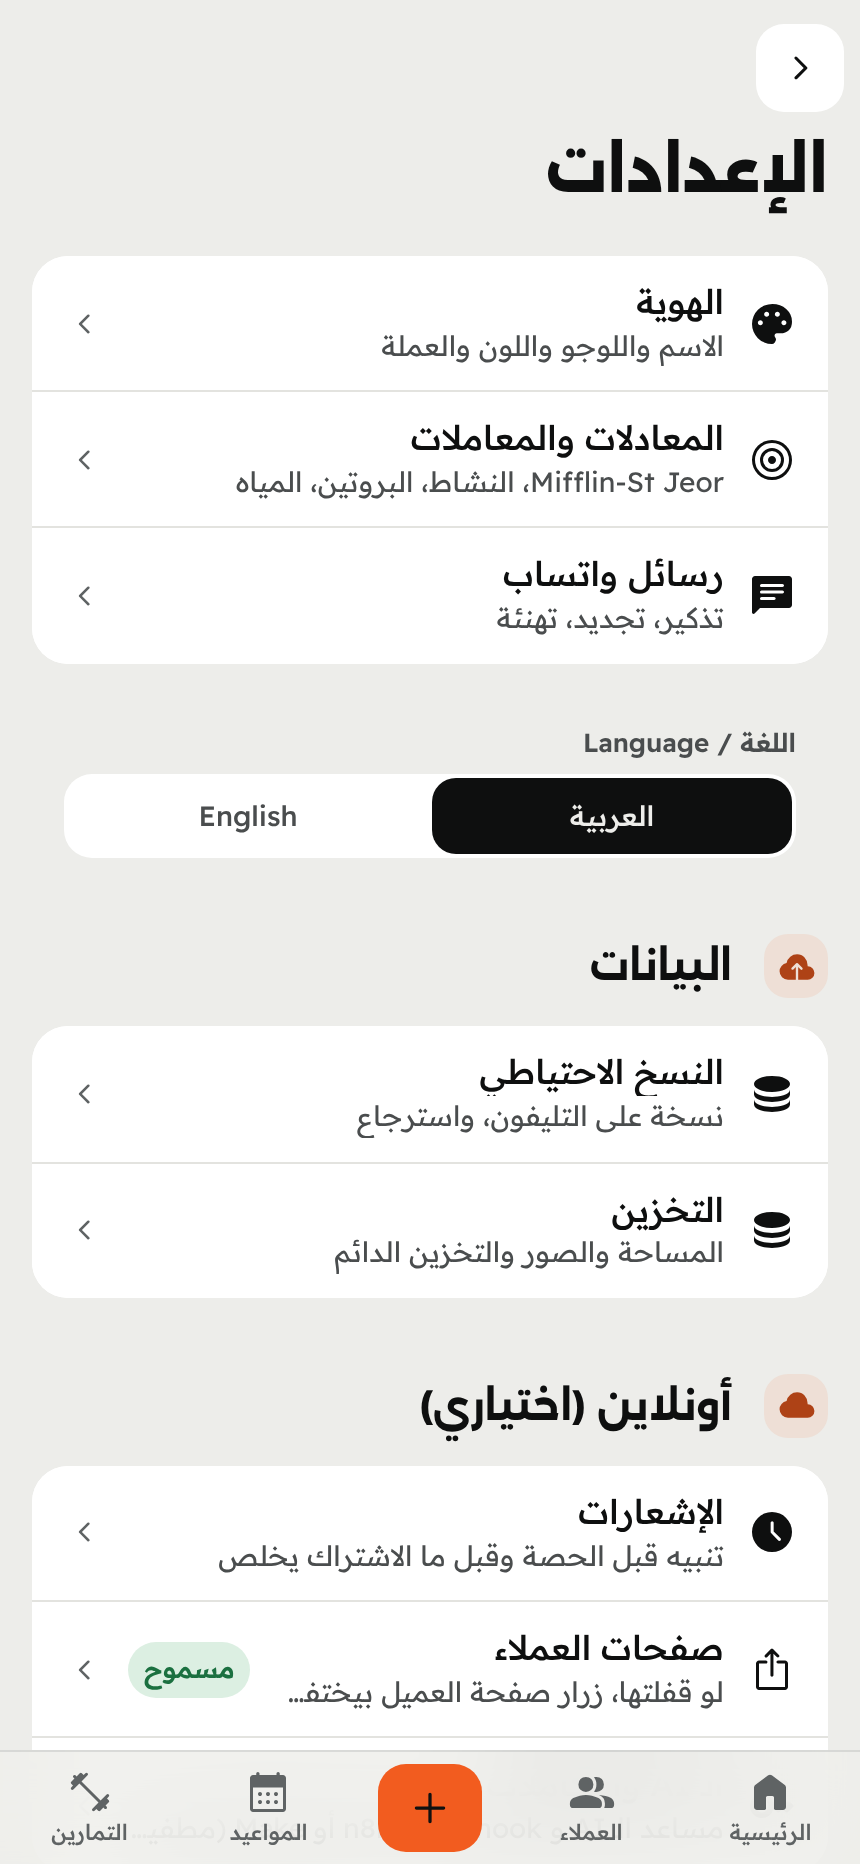 الإعدادات
الهوية
الاسم واللوجو واللون والعملة
المعادلات والمعاملات
Mifflin-St Jeor، النشاط، البروتين، المياه
رسائل واتساب
تذكير، تجديد، تهنئة
اللغة / Language
العربية
English
البيانات
النسخ الاحتياطي
نسخة على التليفون، واسترجاع
التخزين
المساحة والصور والتخزين الدائم
أونلاين (اختياري)
الإشعارات
تنبيه قبل الحصة وقبل ما الاشتراك يخلص
صفحات العملاء
لو قفلتها، زرار صفحة العميل بيختفـ...
مسموح
الرئيسية
العملاء
المواعيد
التمارين